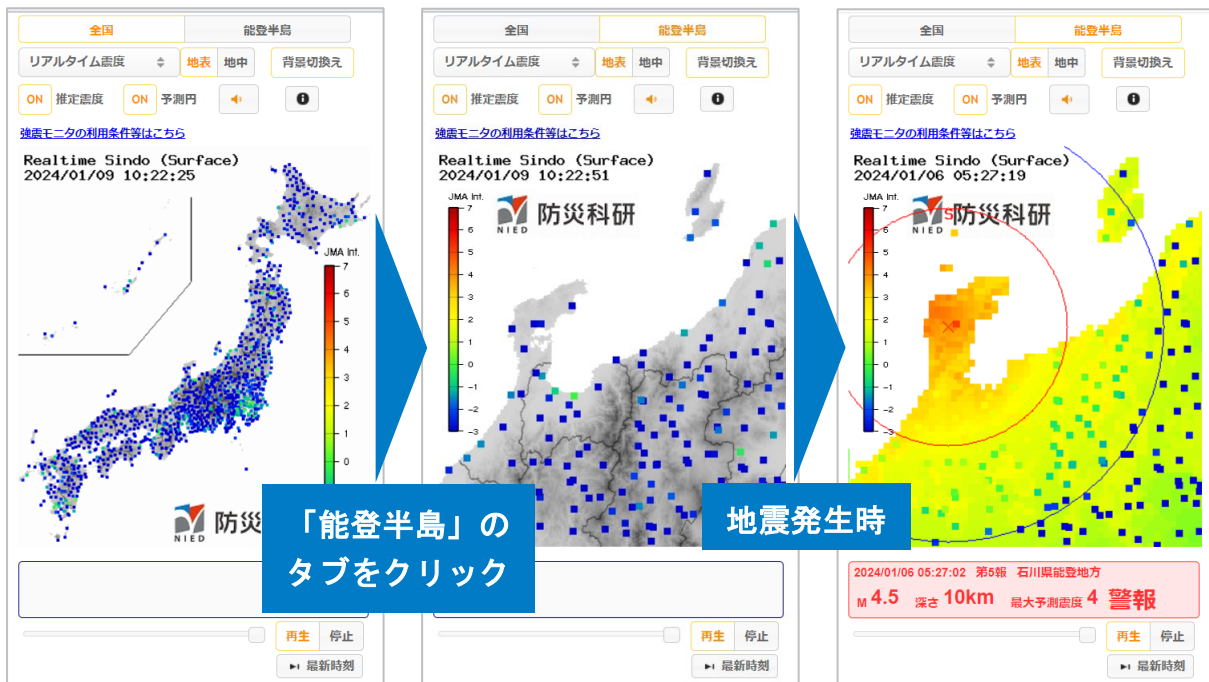 全国 能登半島
リアルタイム震度 地表 地中 背景切換え
ON 推定震度 ON 予測円
強震モニタの利用条件等はこちら
Realtime Sindo (Surface)
2024/01/09 10:22:25
JMA Int.
7
6
5
4
3
2
1
0
NIED 防災
再生 停止
最新時刻
「能登半島」の
タブをクリック
全国 能登半島
リアルタイム震度 地表 地中 背景切換え
ON 推定震度 ON 予測円
強震モニタの利用条件等はこちら
Realtime Sindo (Surface)
2024/01/09 10:22:51
JMA Int.
7
6
5
4
3
2
1
0
-1
-2
-3
NIED 防災科研
再生 停止
最新時刻
地震発生時
全国 能登半島
リアルタイム震度 地表 地中 背景切換え
ON 推定震度 ON 予測円
強震モニタの利用条件等はこちら
Realtime Sindo (Surface)
2024/01/06 05:27:19
JMA Int.
7
6
5
4
3
2
1
0
-1
-2
-3
S
NIED 防災科研
2024/01/06 05:27:02 第5報 石川県能登地方
M 4.5 深さ 10km 最大予測震度 4 警報
再生 停止
最新時刻